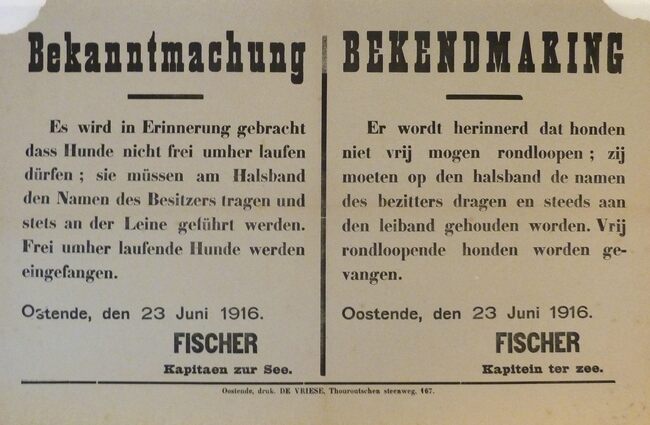 Bekanntmachung
Es wird in Erinnerung gebracht
dass Hunde nicht frei umher laufen
dürfen ; sie müssen am Halsband
den Namen des Besitzers tragen und
stets an der Leine geführt werden.
Frei umher laufende Hunde werden
eingefangen.
Ostende, den 23 Juni 1916.
FISCHER
Kapitaen zur See.
BEKENDMAKING
Er wordt herinnerd dat honden
niet vrij mogen rondloopen ; zij
moeten op den halsband de namen
des bezitters dragen en steeds aan
den leiband gehouden worden. Vrij
rondloopende honden worden ge-
vangen.
Oostende, den 23 Juni 1916.
FISCHER
Kapitein ter zee.
Oostende, druk. DE VRIESE, Thouroutschen steenweg, 167.